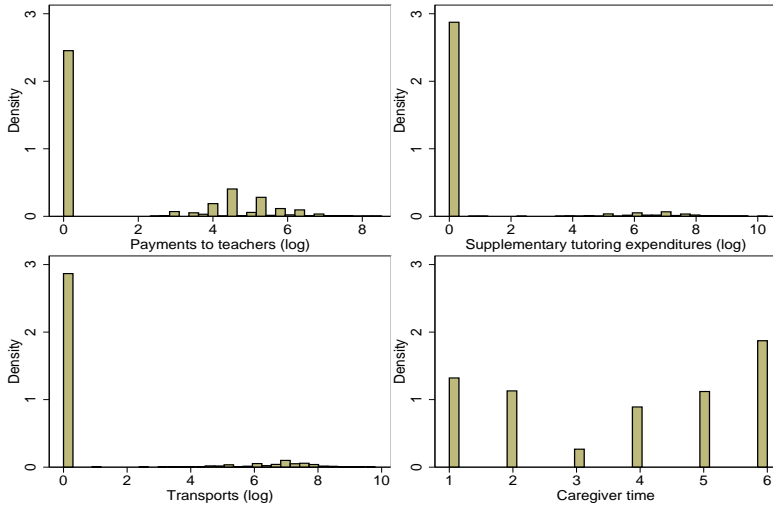 Density
3
2
1
0
0 2 4 6 8
Payments to teachers (log)
Density
3
2
1
0
0 2 4 6 8 10
Supplementary tutoring expenditures (log)
Density
3
2
1
0
0 2 4 6 8 10
Transports (log)
Density
3
2
1
0
1 2 3 4 5 6
Caregiver time